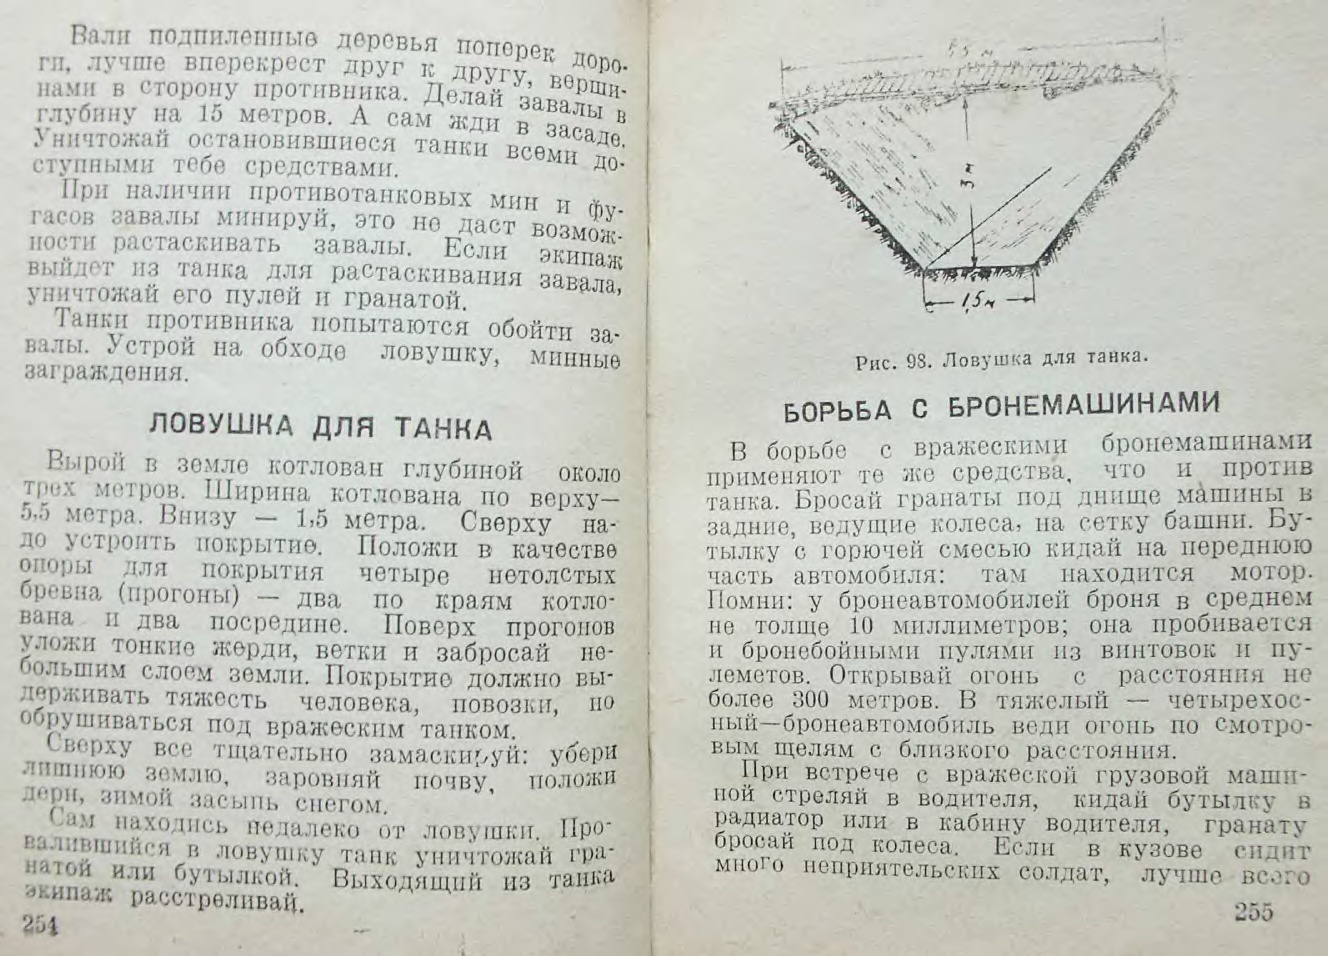 Вали подпиленные деревья поперек доро-
ги, лучше вперекрест друг к другу, верши-
нами в сторону противника. Делай завалы в
глубину на 15 метров. А сам жди в засаде.
Уничтожай остановившиеся танки всеми до-
ступными тебе средствами.
При наличии противотанковых мин и фу-
гасов завалы минируй, это не даст возмож-
ности растаскивать завалы. Если экипаж
выйдет из танка для растаскивания завала,
уничтожай его пулей и гранатой.
Танки противника попытаются обойти за-
валы. Устрой на обходе ловушку, минные
заграждения.
ЛОВУШКА ДЛЯ ТАНКА
Вырой в земле котлован глубиной около
трех метров. Ширина котлована по верху—
5,5 метра. Внизу — 1,5 метра. Сверху на-
до устроить покрытие. Положи в качестве
опоры для покрытия четыре нетолстых
бревна (прогоны) — два по краям котло-
вана и два посредине. Поверх прогонов
уложи тонкие жерди, ветки и забросай не-
большим слоем земли. Покрытие должно вы-
держивать тяжесть человека, повозки, но
обрушиваться под вражеским танком.
Сверху все тщательно замаскируй: убери
лишнюю землю, заровняй почву, положи
дерн, зимой засыпь снегом.
Сам находись недалеко от ловушки. Про-
валившийся в ловушку танк уничтожай гра-
натой или бутылкой. Выходящий из танка
экипаж расстреливай.
254
5,5 м
3 м
1,5 м
Рис. 98. Ловушка для танка.
БОРЬБА С БРОНЕМАШИНАМИ
В борьбе с вражескими бронемашинами
применяют те же средства, что и против
танка. Бросай гранаты под днище машины в
задние, ведущие колеса, на сетку башни. Бу-
тылку с горючей смесью кидай на переднюю
часть автомобиля: там находится мотор.
Помни: у бронеавтомобилей броня в среднем
не толще 10 миллиметров; она пробивается
и бронебойными пулями из винтовок и пу-
леметов. Открывай огонь с расстояния не
более 300 метров. В тяжелый — четырехос-
ный—бронеавтомобиль веди огонь по смотро-
вым щелям с близкого расстояния.
При встрече с вражеской грузовой маши-
ной стреляй в водителя, кидай бутылку в
радиатор или в кабину водителя, гранату
бросай под колеса. Если в кузове сидит
много неприятельских солдат, лучше всего
255